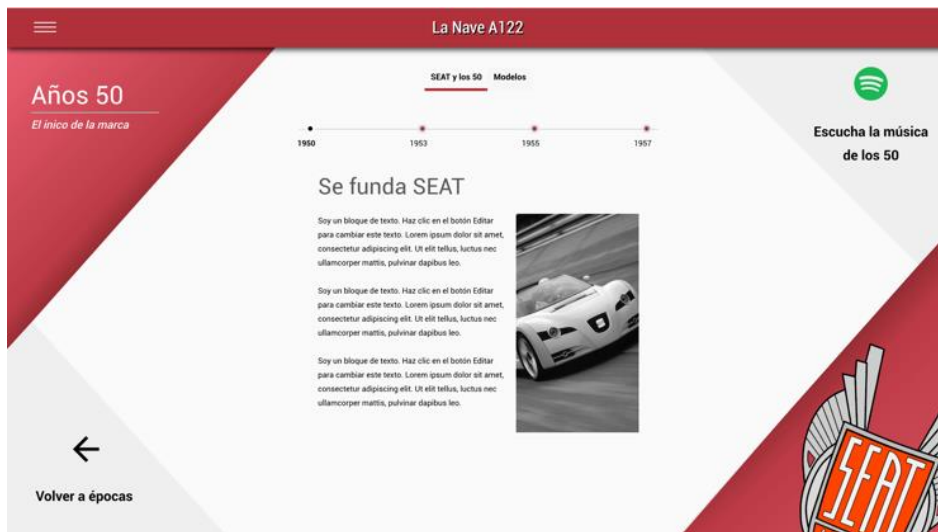 La Nave A122
Años 50
El inico de la marca
SEAT y los 50 Modelos
Escucha la música
de los 50
1950 1953 1955 1957
Se funda SEAT
Soy un bloque de texto. Haz clic en el botón Editar
para cambiar este texto. Lorem ipsum dolor sit amet,
consectetur adipiscing elit. Ut elit tellus, luctus nec
ullamcorper mattis, pulvinar dapibus leo.
Soy un bloque de texto. Haz clic en el botón Editar
para cambiar este texto. Lorem ipsum dolor sit amet,
consectetur adipiscing elit. Ut elit tellus, luctus nec
ullamcorper mattis, pulvinar dapibus leo.
Soy un bloque de texto. Haz clic en el botón Editar
para cambiar este texto. Lorem ipsum dolor sit amet,
consectetur adipiscing elit. Ut elit tellus, luctus nec
ullamcorper mattis, pulvinar dapibus leo.
Volver a épocas
SEAT